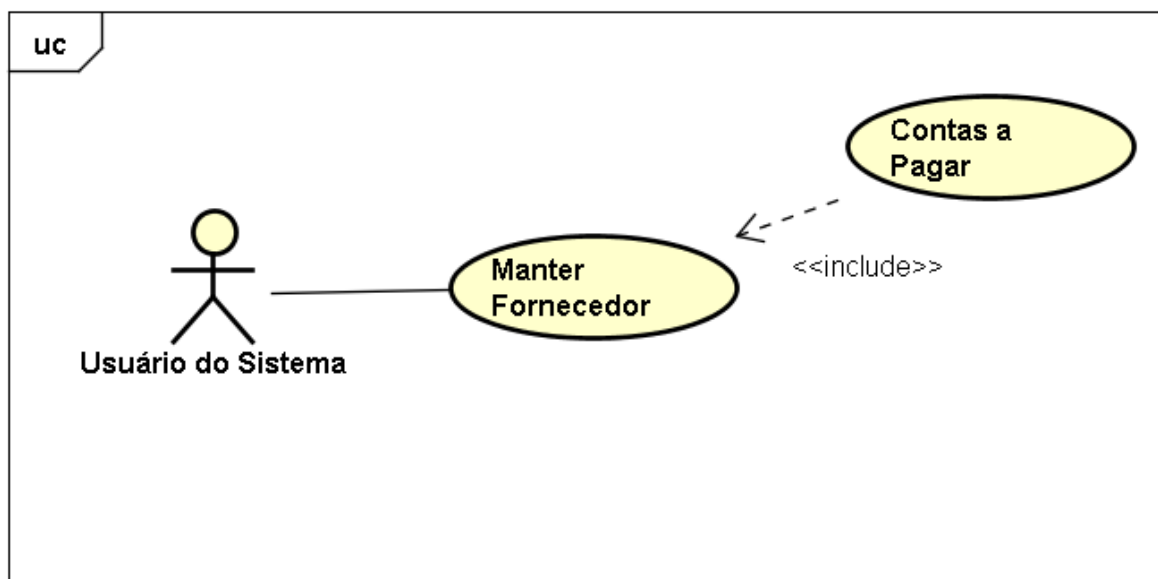 uc
Contas a
Pagar
Manter
Fornecedor
<<include>>
Usuário do Sistema